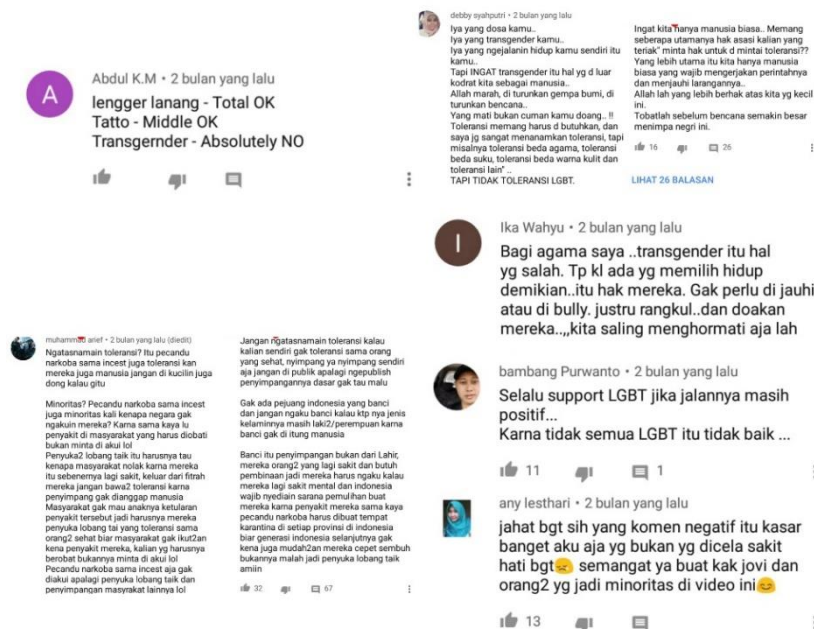 Abdul K.M • 2 bulan yang lalu
lengger lanang - Total OK
Tatto - Middle OK
Transgernder - Absolutely NO
debby syahputri • 2 bulan yang lalu
Iya yang dosa kamu..
Iya yang transgender kamu..
Iya yang ngejalanin hidup kamu sendiri itu
kamu..
Tapi INGAT transgender itu hal yg d luar
kodrat kita sebagai manusia..
Allah marah, di turunkan gempa bumi, di
turunkan bencana..
Yang mati bukan cuman kamu doang.. !!
Toleransi memang harus d butuhkan, dan
saya jg sangat menanamkan toleransi, tapi
misalnya toleransi beda agama, toleransi
beda suku, toleransi beda warna kulit dan
toleransi lain" ..
TAPI TIDAK TOLERANSI LGBT.
Ingat kita hanya manusia biasa.. Memang
seberapa utamanya hak asasi kalian yang
teriak" minta hak untuk d mintai toleransi??
Yang lebih utama itu kita hanya manusia
biasa yang wajib mengerjakan perintahnya
dan menjauhi larangannya..
Allah lah yang lebih berhak atas kita yg kecil
ini.
Tobatlah sebelum bencana semakin besar
menimpa negri ini.
16 26
LIHAT 26 BALASAN
Ika Wahyu • 2 bulan yang lalu
Bagi agama saya ..transgender itu hal
yg salah. Tp kl ada yg memilih hidup
demikian..itu hak mereka. Gak perlu di jauhi
atau di bully. justru rangkul..dan doakan
mereka..,,kita saling menghormati aja lah
muhammad arief • 2 bulan yang lalu (diedit)
Ngatasnamain toleransi? Itu pecandu
narkoba sama incest juga toleransi kan
mereka juga manusia jangan di kucilin juga
dong kalau gitu
Minoritas? Pecandu narkoba sama incest
juga minoritas kali kenapa negara gak
ngakuin mereka? Karna sama kaya lu
penyakit di masyarakat yang harus diobati
bukan minta di akui lol
Penyuka2 lobang taik itu harusnya tau
kenapa masyarakat nolak karna mereka
itu sebenernya lagi sakit, keluar dari fitrah
mereka jangan bawa2 toleransi karna
penyimpang gak dianggap manusia
Masyarakat gak mau anaknya ketularan
penyakit tersebut jadi harusnya mereka
penyuka lobang tai yang toleransi sama
orang2 sehat biar masyarakat gak ikut2an
kena penyakit mereka, kalian yg harusnya
berobat bukannya minta di akui lol
Pecandu narkoba sama incest aja gak
diakui apalagi penyuka lobang taik dan
penyimpangan masyrakat lainnya lol
Jangan ngatasnamain toleransi kalau
kalian sendiri gak toleransi sama orang
yang sehat, nyimpang ya nyimpang sendiri
aja jangan di publik apalagi ngepublish
penyimpangannya dasar gak tau malu
Gak ada pejuang indonesia yang banci
dan jangan ngaku banci kalau ktp nya jenis
kelaminnya masih laki2/perempuan karna
banci gak di itung manusia
Banci itu penyimpangan bukan dari Lahir,
mereka orang2 yang lagi sakit dan butuh
pembinaan jadi mereka harus ngaku kalau
mereka lagi sakit mental dan indonesia
wajib nyediain sarana pemulihan buat
mereka karna penyakit mereka sama kaya
pecandu narkoba harus dibuat tempat
karantina di setiap provinsi di indonesia
biar generasi indonesia selanjutnya gak
kena juga mudah2an mereka cepet sembuh
bukannya malah jadi penyuka lobang taik
amiin
32 67
bambang Purwanto • 2 bulan yang lalu
Selalu support LGBT jika jalannya masih
positif...
Karna tidak semua LGBT itu tidak baik ...
11 1
any lesthari • 2 bulan yang lalu
jahat bgt sih yang komen negatif itu kasar
banget aku aja yg bukan yg dicela sakit
hati bgt😞 semangat ya buat kak jovi dan
orang2 yg jadi minoritas di video ini😊
13
A
I